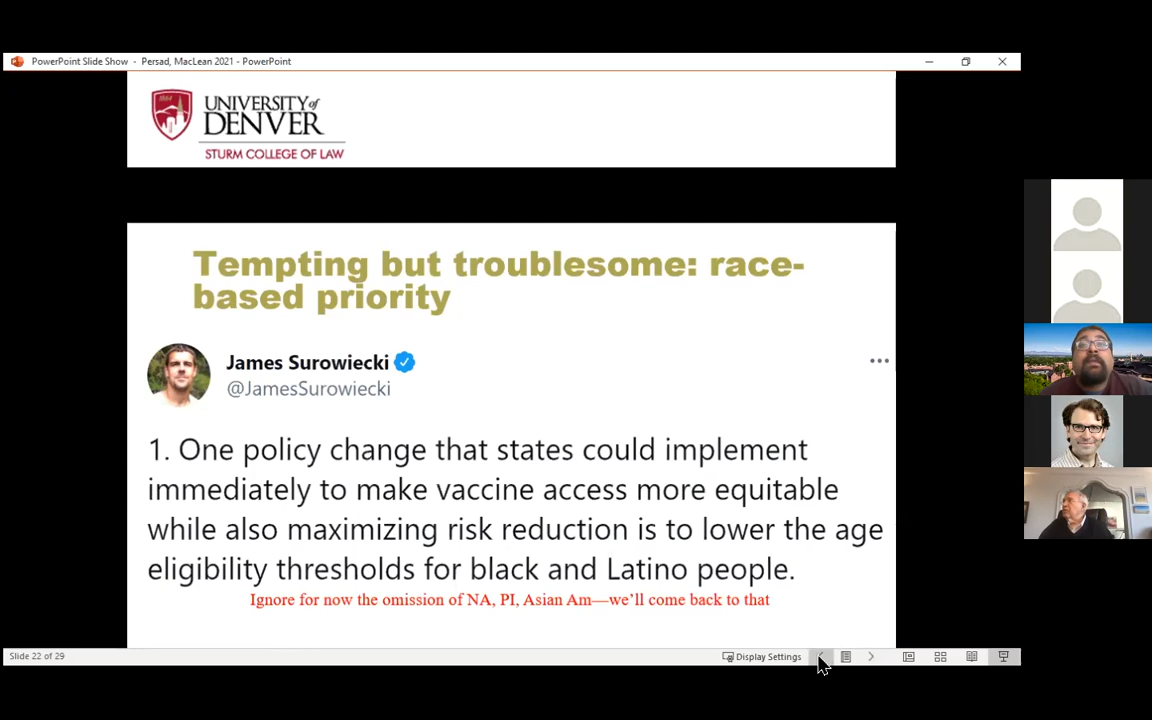 PowerPoint Slide Show - Persad, MacLean 2021 - PowerPoint
1864
UNIVERSITY of
DENVER
STURM COLLEGE OF LAW
Tempting but troublesome: race-
based priority
James Surowiecki
@JamesSurowiecki
1. One policy change that states could implement
immediately to make vaccine access more equitable
while also maximizing risk reduction is to lower the age
eligibility thresholds for black and Latino people.
Ignore for now the omission of NA, PI, Asian Am—we'll come back to that
Slide 22 of 29
Display Settings